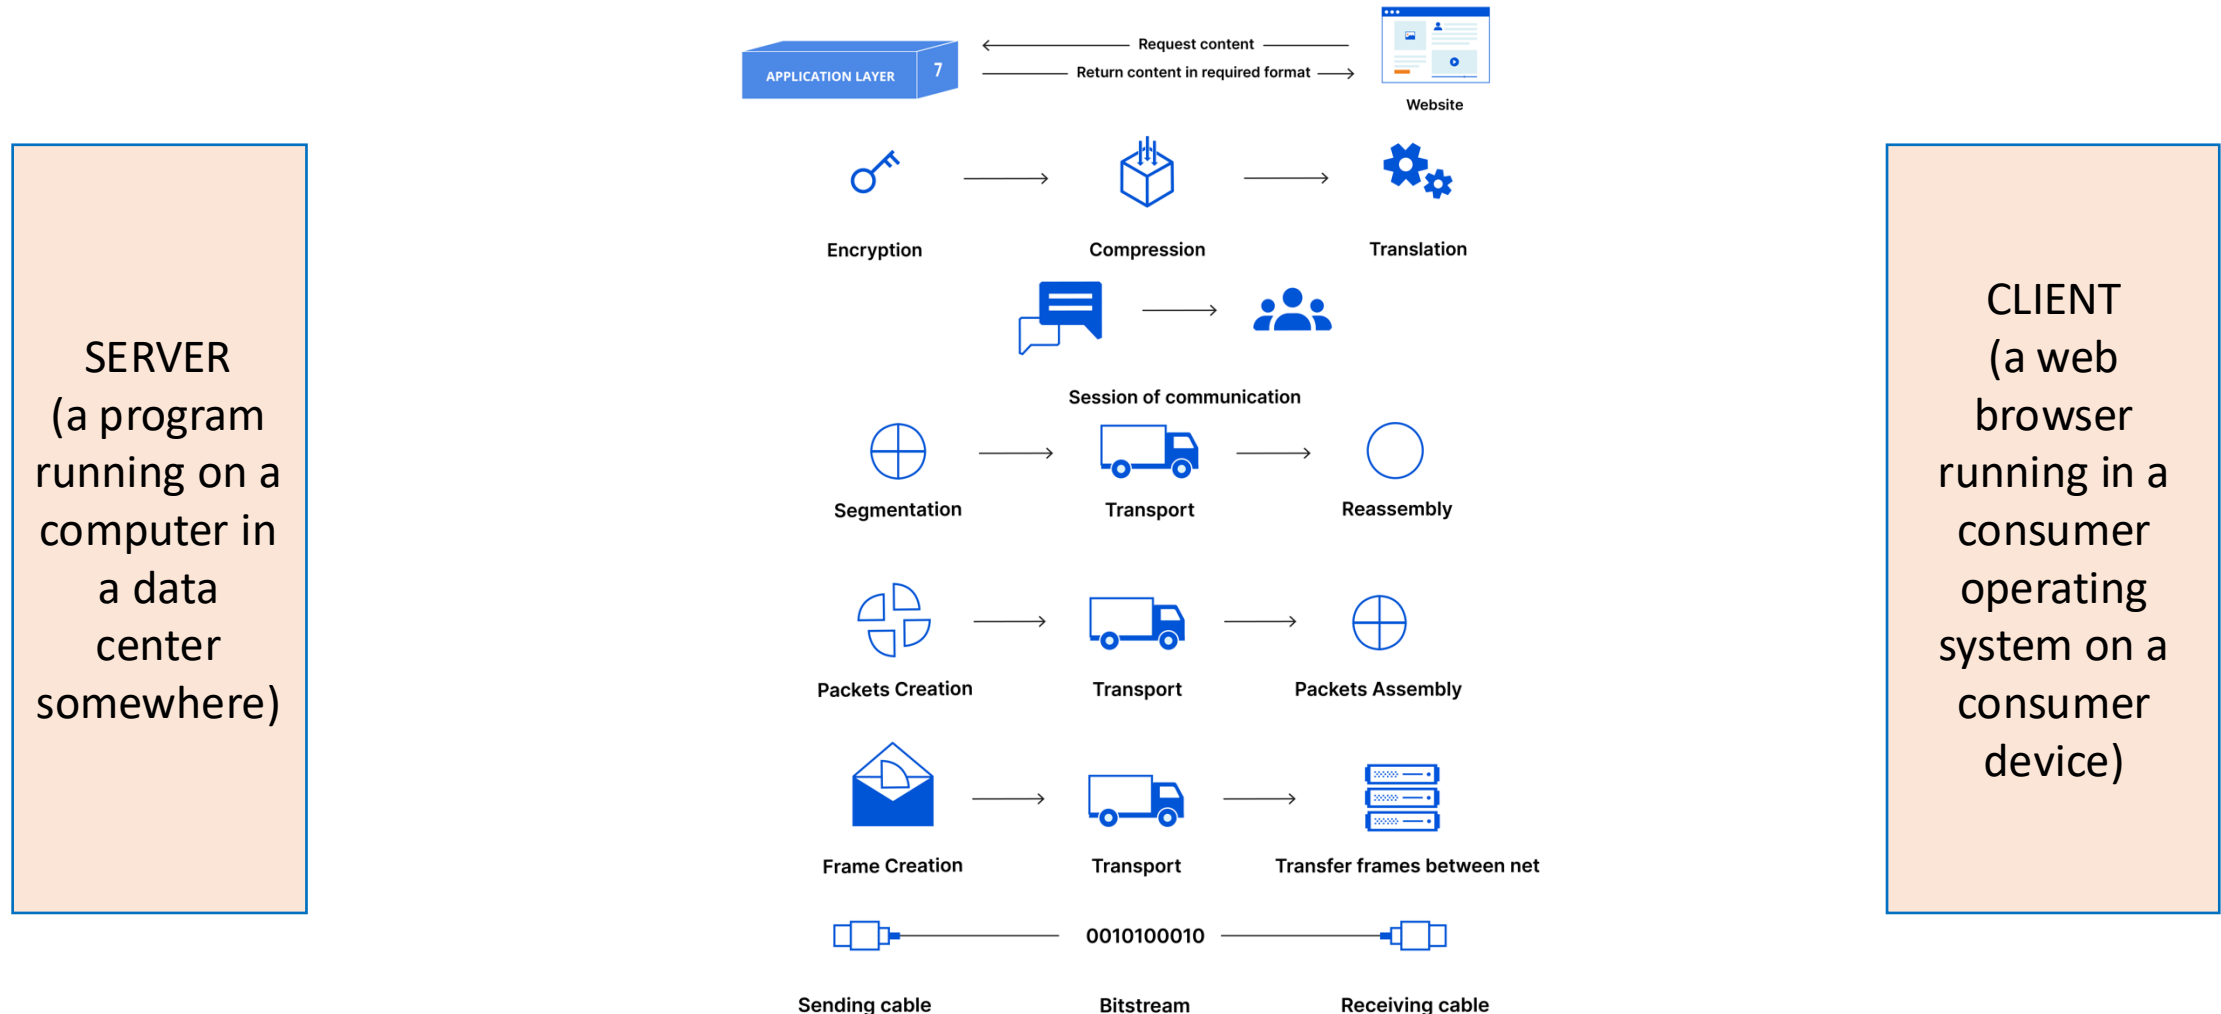 SERVER
(a program
running on a
computer in
a data
center
somewhere)
Request content
APPLICATION LAYER 7
Return content in required format
Website
Encryption Compression Translation
Session of communication
Segmentation Transport Reassembly
Packets Creation Transport Packets Assembly
Frame Creation Transport Transfer frames between net
0010100010
Sending cable Bitstream Receiving cable
CLIENT
(a web
browser
running in a
consumer
operating
system on a
consumer
device)